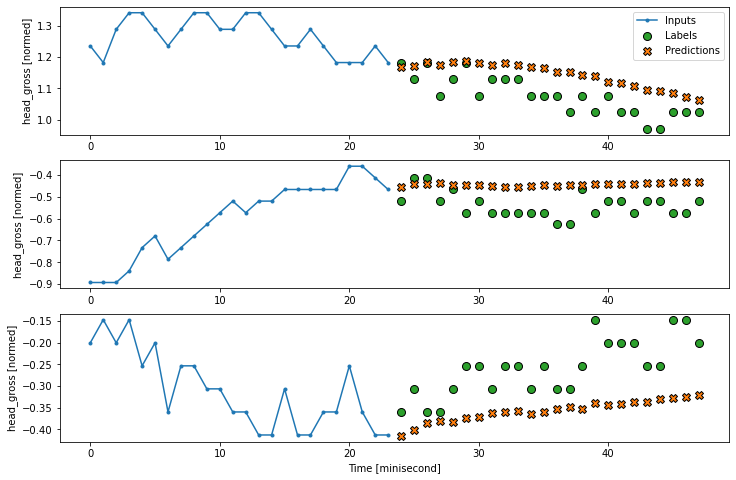 head_gross [normed]
1.3
1.2
1.1
1.0
Inputs
Labels
Predictions
0 10 20 30 40
head_gross [normed]
−0.4
−0.5
−0.6
−0.7
−0.8
−0.9
0 10 20 30 40
head_gross [normed]
−0.15
−0.20
−0.25
−0.30
−0.35
−0.40
0 10 20 30 40
Time [minisecond]